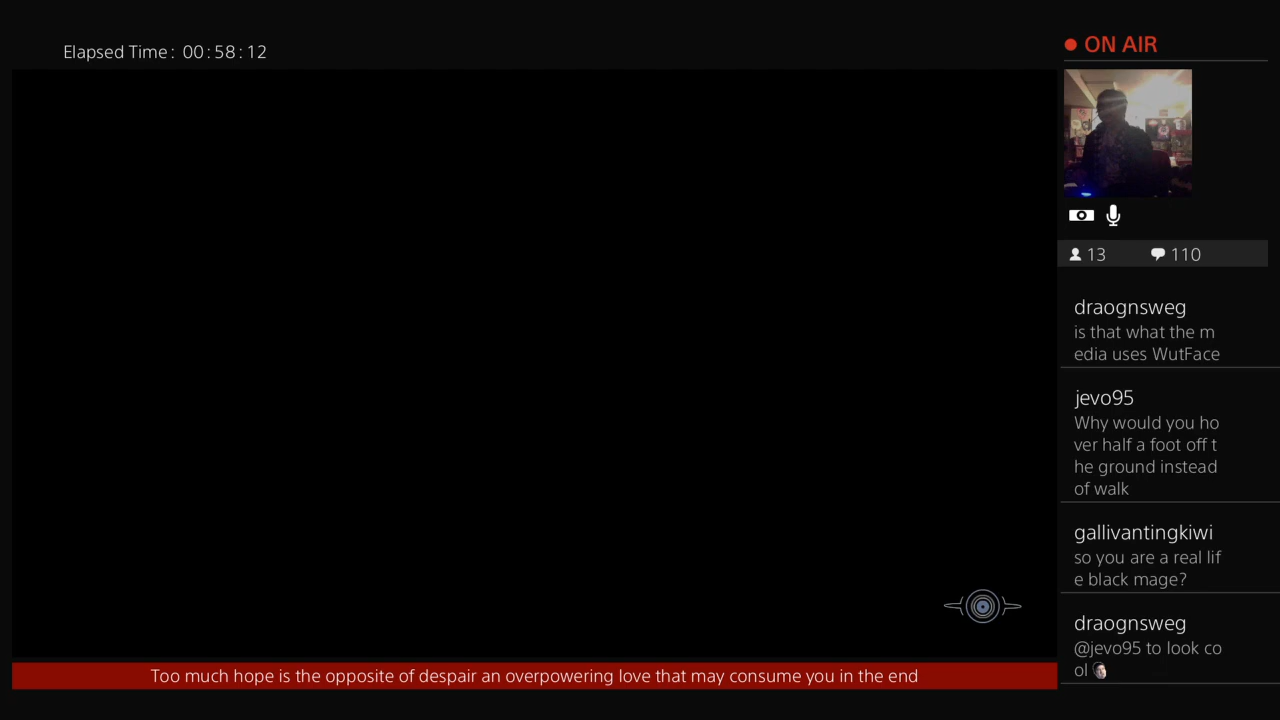 Elapsed Time: 00:58:12
ON AIR
13 110
draognsweg
is that what the m
edia uses WutFace
jevo95
Why would you ho
ver half a foot off t
he ground instead
of walk
gallivantingkiwi
so you are a real lif
e black mage?
draognsweg
@jevo95 to look co
ol
Too much hope is the opposite of despair an overpowering love that may consume you in the end